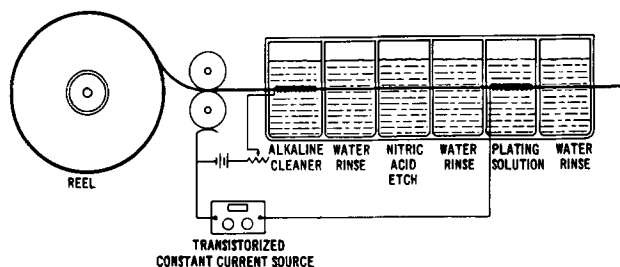 REEL
ALKALINE
CLEANER
WATER
RINSE
NITRIC
ACID
ETCH
WATER
RINSE
PLATING
SOLUTION
WATER
RINSE
TRANSISTORIZED
CONSTANT CURRENT SOURCE